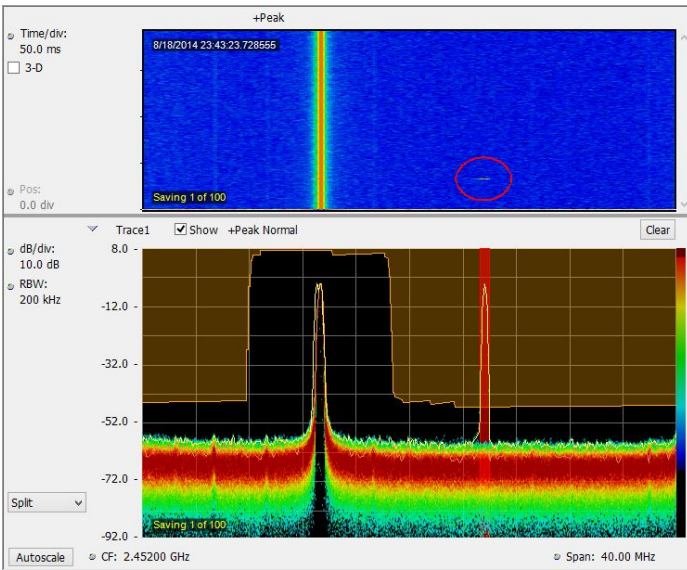 +Peak
Time/div:
50.0 ms
3-D
8/18/2014 23:43:23.728555
Pos:
0.0 div
Saving 1 of 100
Trace1 Show +Peak Normal Clear
dB/div:
10.0 dB
RBW:
200 kHz
8.0 -
-12.0 -
-32.0 -
-52.0 -
-72.0 -
-92.0 -
Split
Saving 1 of 100
Autoscale CF: 2.45200 GHz Span: 40.00 MHz